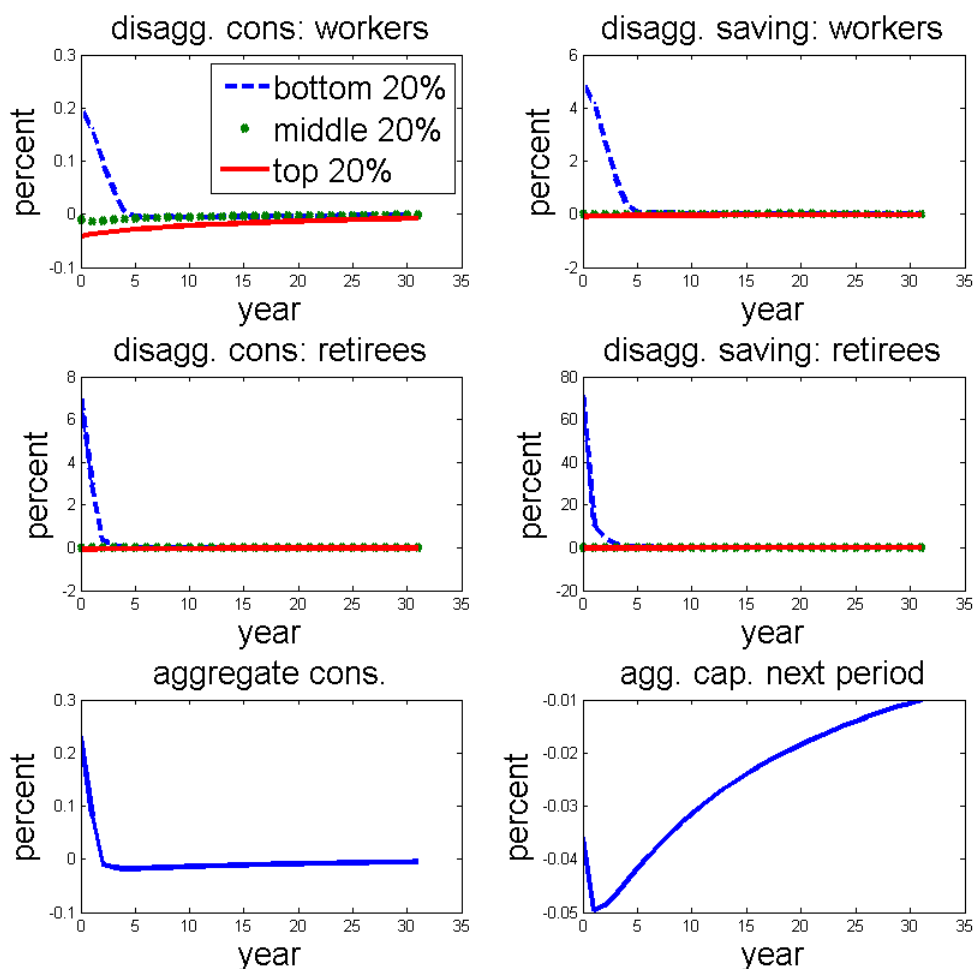 disagg. cons: workers
0.3
0.2
0.1
0
-0.1
percent
bottom 20%
middle 20%
top 20%
0 5 10 15 20 25 30 35
year
disagg. saving: workers
6
4
2
0
-2
percent
0 5 10 15 20 25 30 35
year
disagg. cons: retirees
8
6
4
2
0
-2
percent
0 5 10 15 20 25 30 35
year
disagg. saving: retirees
80
60
40
20
0
-20
percent
0 5 10 15 20 25 30 35
year
aggregate cons.
0.3
0.2
0.1
0
-0.1
percent
0 5 10 15 20 25 30 35
year
agg. cap. next period
-0.01
-0.02
-0.03
-0.04
-0.05
percent
0 5 10 15 20 25 30 35
year